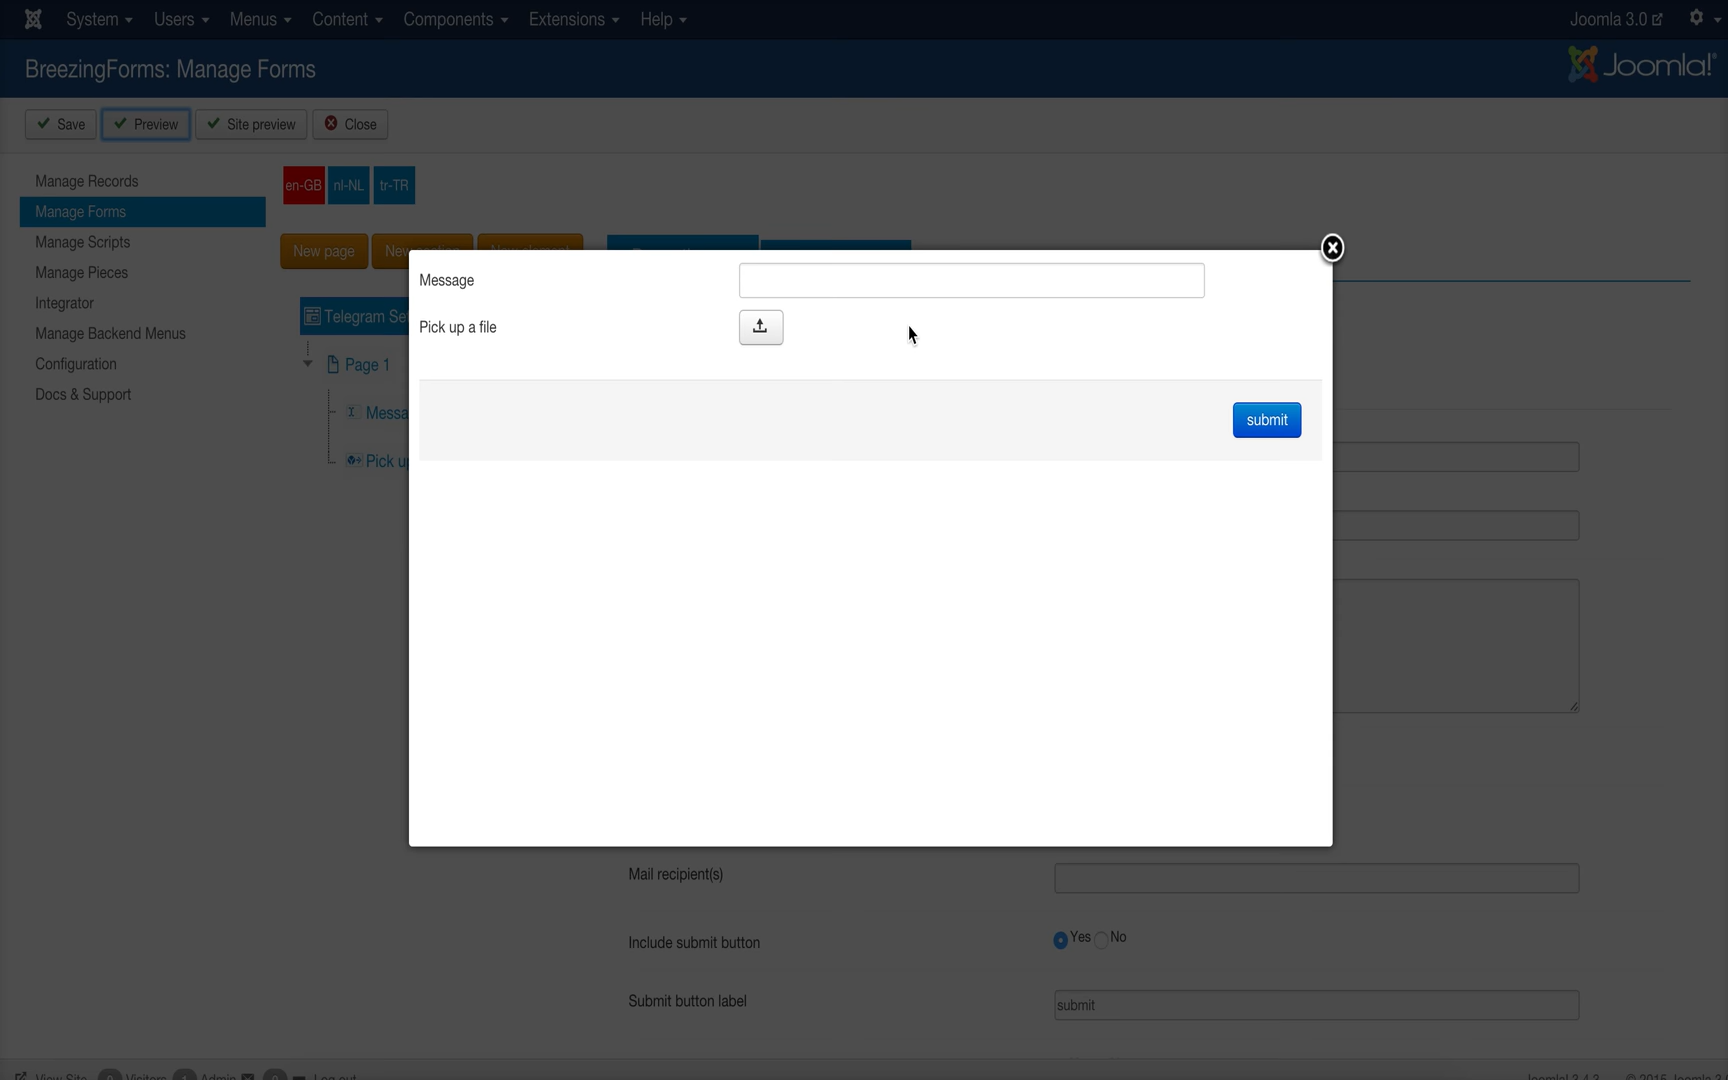 System Users Menus Content Components Extensions Help Joomla 3.0
BreezingForms: Manage Forms Joomla!®
Save Preview Site preview Close
Manage Records
Manage Forms
Manage Scripts
Manage Pieces
Integrator
Manage Backend Menus
Configuration
Docs & Support
en-GB nl-NL tr-TR
New page New
Telegram
Page 1
Message
Pick up a file
submit
Mail recipient(s)
Include submit button Yes No
Submit button label submit